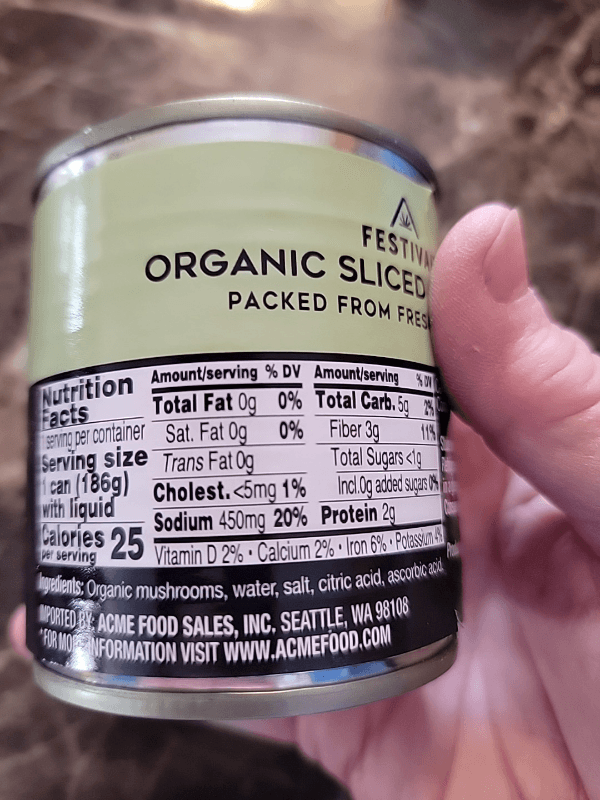 FESTIVA
ORGANIC SLICED
PACKED FROM FRES
Nutrition
Facts
serving per container
Serving size
1 can (186g)
with liquid
Calories 25
per serving
Amount/serving % DV
Total Fat 0g 0%
Sat. Fat 0g 0%
Trans Fat 0g
Cholest. <5mg 1%
Sodium 450mg 20%
Amount/serving % DV
Total Carb. 5g 2%
Fiber 3g 11%
Total Sugars <1g
Incl.0g added sugars 0%
Protein 2g
Vitamin D 2% • Calcium 2% • Iron 6% • Potassium 4%
Ingredients: Organic mushrooms, water, salt, citric acid, ascorbic acid
IMPORTED BY: ACME FOOD SALES, INC. SEATTLE, WA 98108
*FOR MORE INFORMATION VISIT WWW.ACMEFOOD.COM